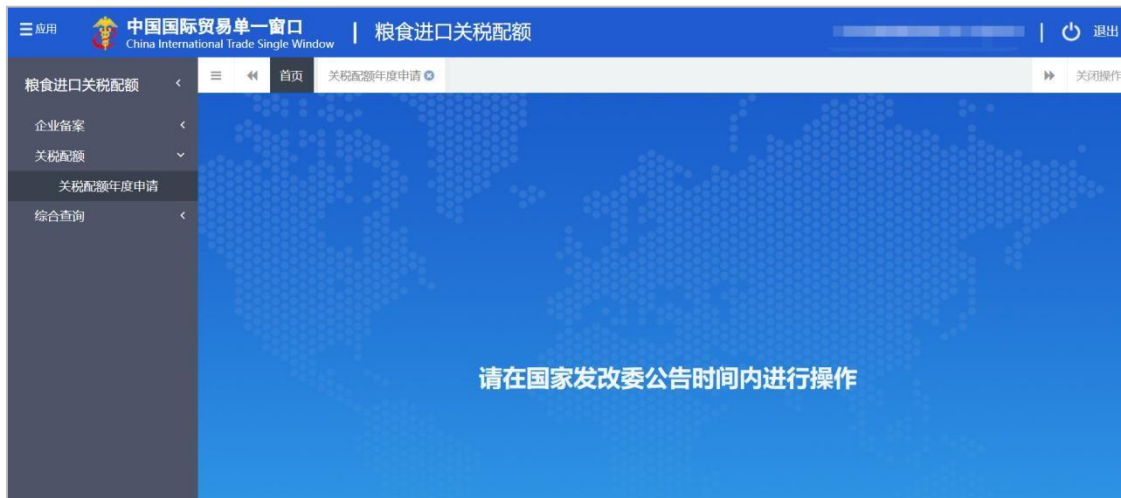 应用
中国国际贸易单一窗口
China International Trade Single Window
粮食进口关税配额
退出
粮食进口关税配额
首页
关税配额年度申请
关闭操作
企业备案
关税配额
关税配额年度申请
综合查询
请在国家发改委公告时间内进行操作